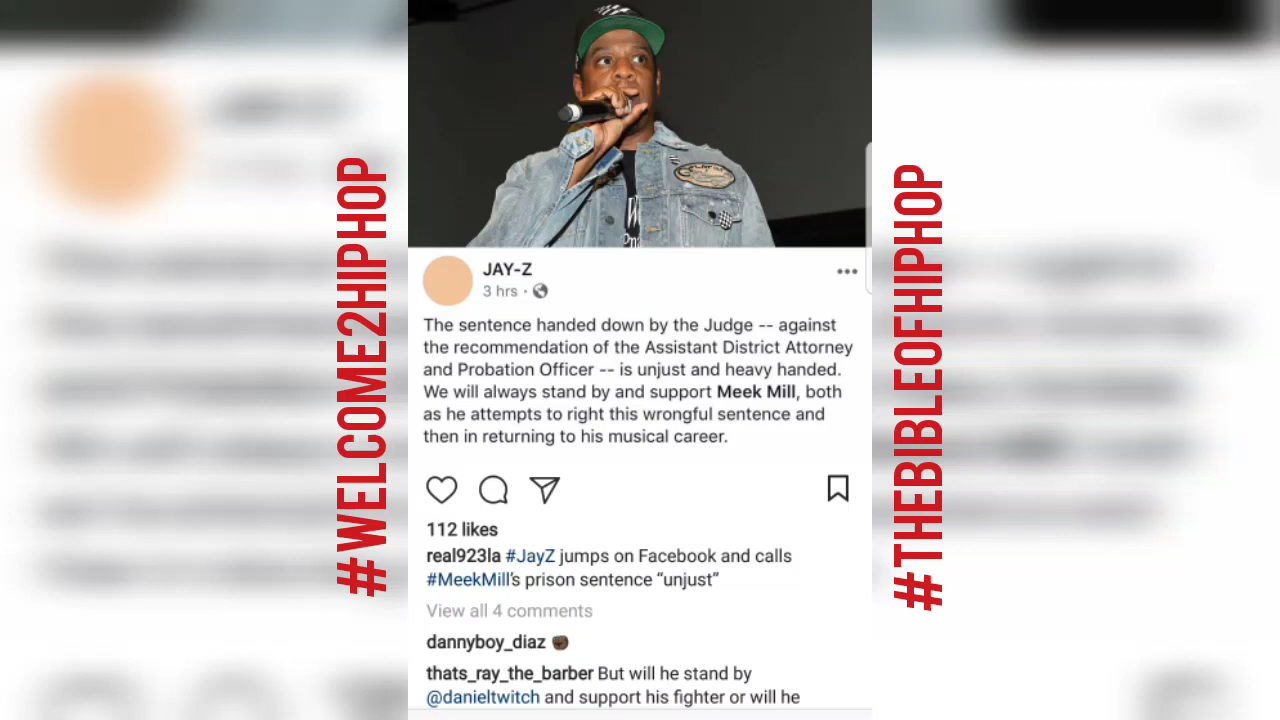 #WELCOME2HIPHOP
JAY-Z
3 hrs ·
•••
The sentence handed down by the Judge -- against
the recommendation of the Assistant District Attorney
and Probation Officer -- is unjust and heavy handed.
We will always stand by and support Meek Mill, both
as he attempts to right this wrongful sentence and
then in returning to his musical career.
112 likes
real923la #JayZ jumps on Facebook and calls
#MeekMill's prison sentence “unjust”
View all 4 comments
dannyboy_diaz ✊🏿
thats_ray_the_barber But will he stand by
@danieltwitch and support his fighter or will he
#THEBIBLEOFHIPHOP